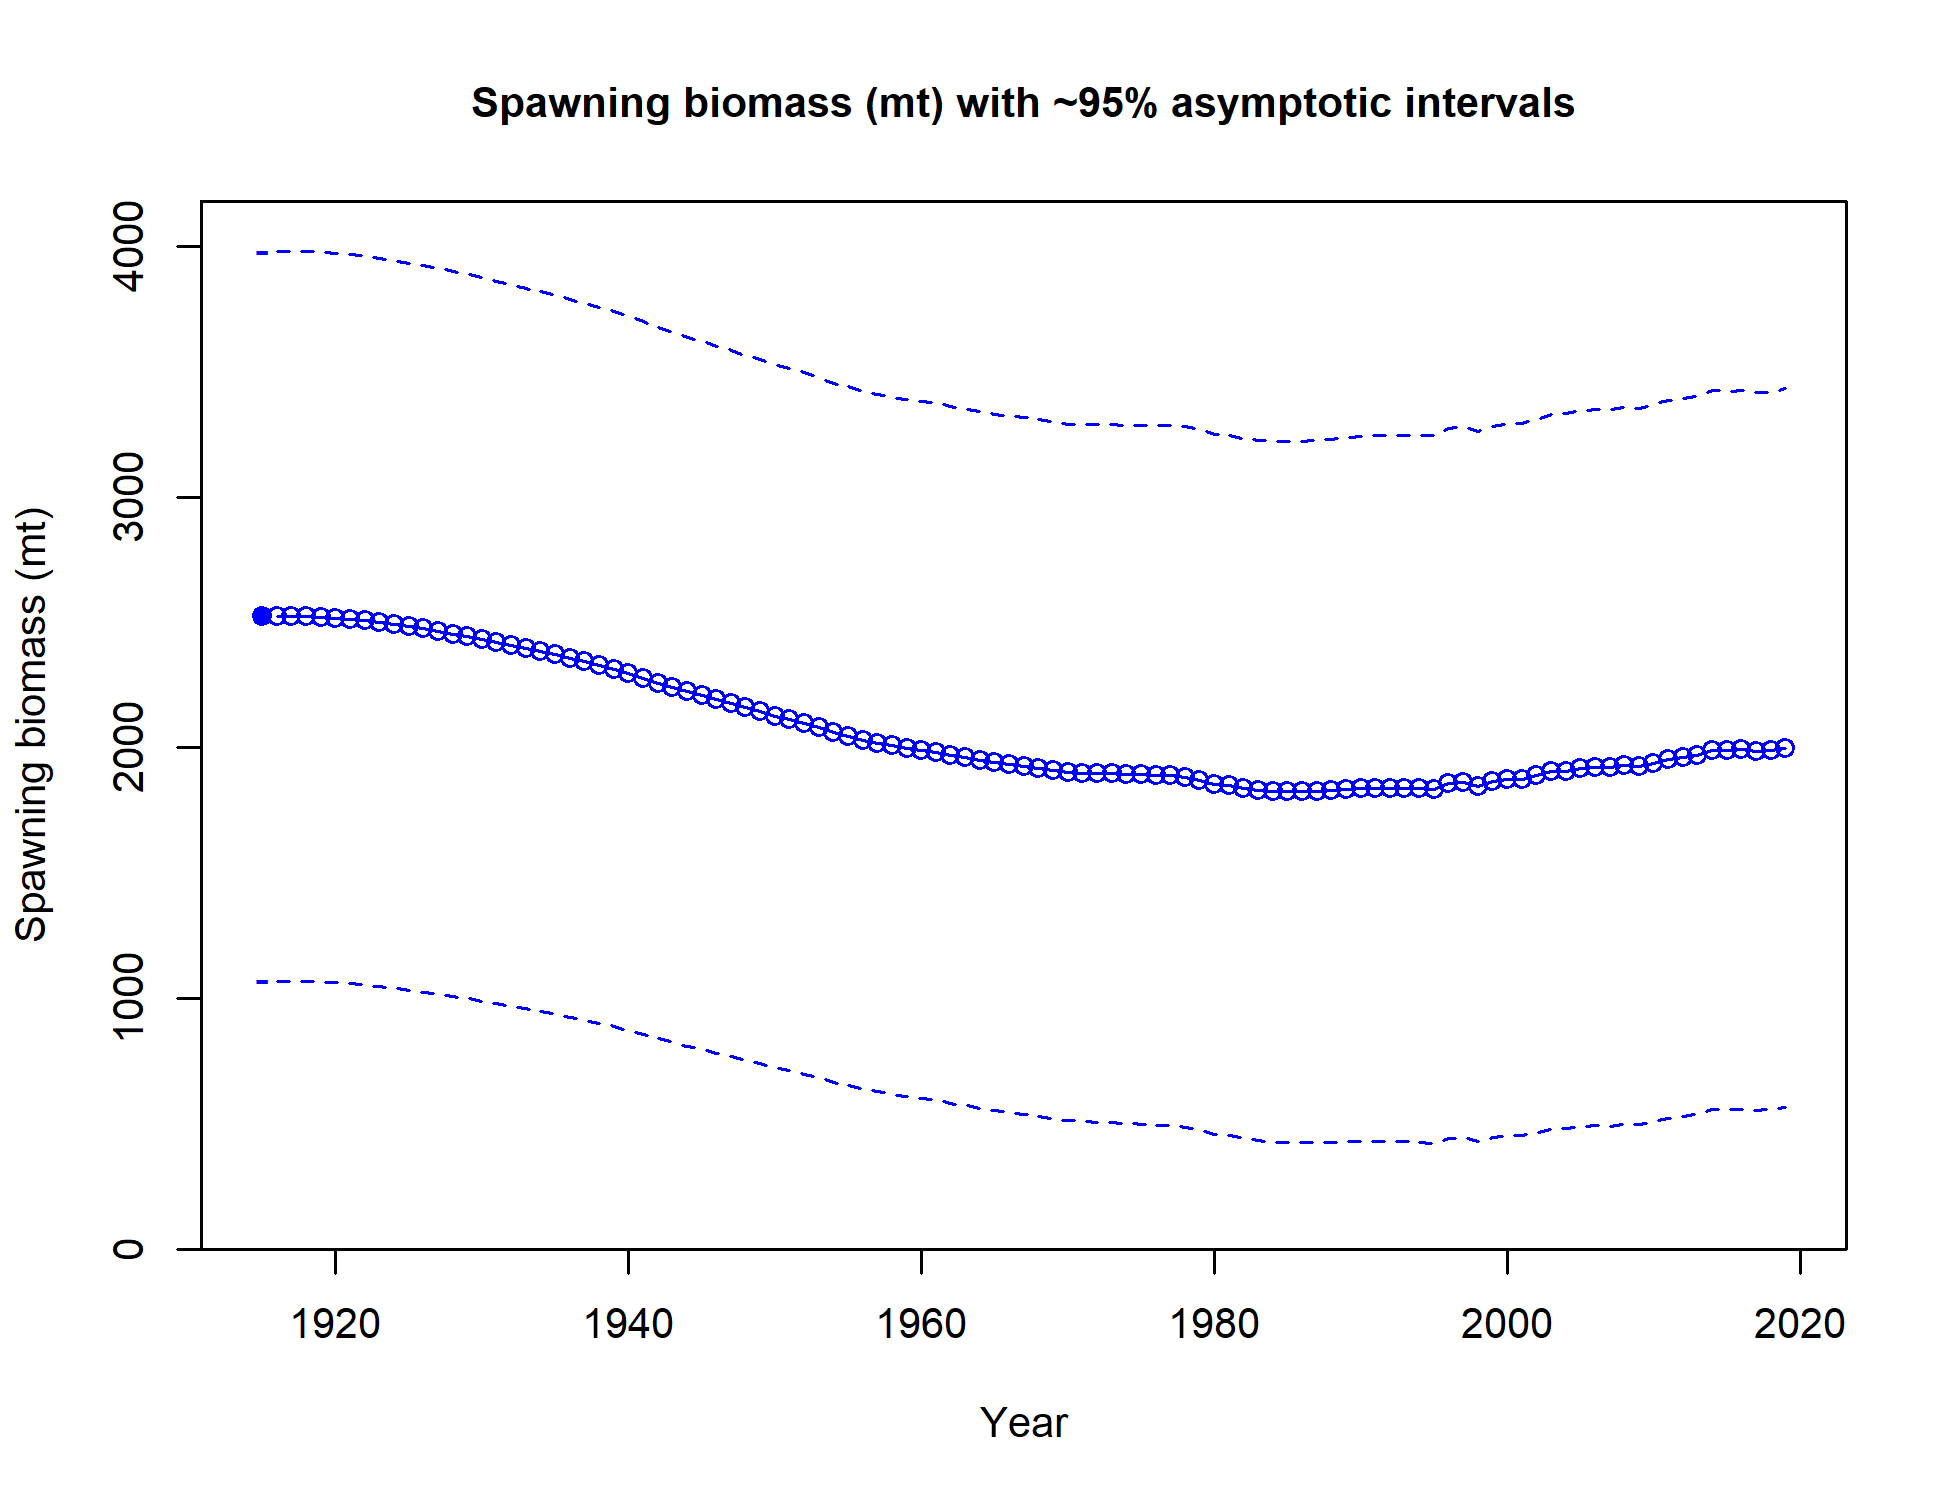 Spawning biomass (mt) with ~95% asymptotic intervals
Spawning biomass (mt)
4000
3000
2000
1000
0
1920 1940 1960 1980 2000 2020
Year